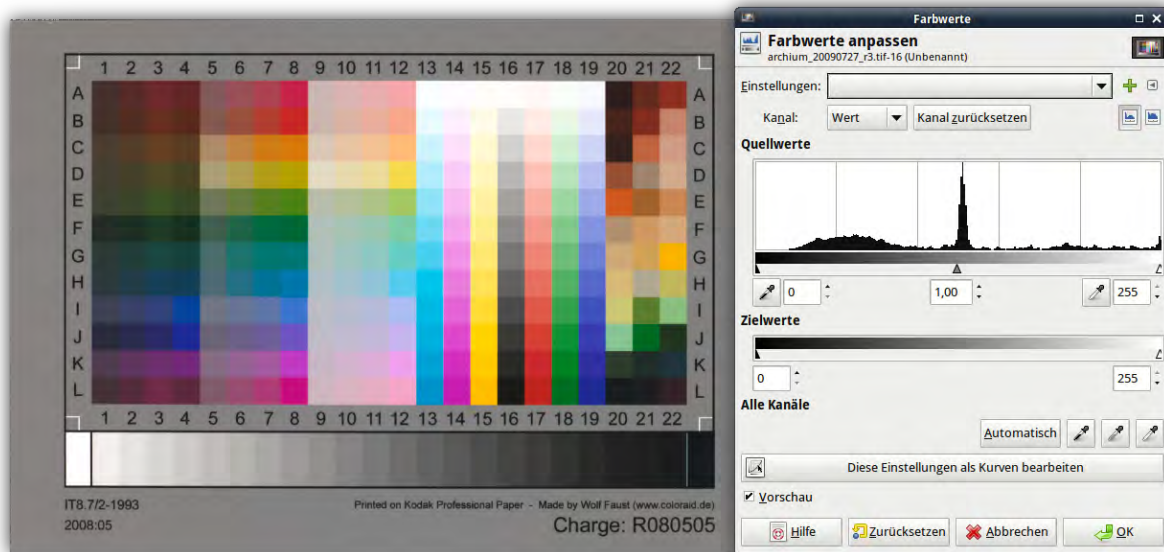 1 2 3 4 5 6 7 8 9 10 11 12 13 14 15 16 17 18 19 20 21 22
A A
B B
C C
D D
E E
F F
G G
H H
I I
J J
K K
L L
1 2 3 4 5 6 7 8 9 10 11 12 13 14 15 16 17 18 19 20 21 22
IT8.7/2-1993
Printed on Kodak Professional Paper - Made by Wolf Faust (www.coloraid.de)
2008:05
Charge: R080505
Farbwerte
Farbwerte anpassen
archium_20090727_r3.tif-16 (Unbenannt)
Einstellungen:
Kanal: Wert Kanal zurücksetzen
Quellwerte
0 1,00 255
Zielwerte
0 255
Alle Kanäle
Automatisch
Diese Einstellungen als Kurven bearbeiten
Vorschau
Hilfe Zurücksetzen Abbrechen OK